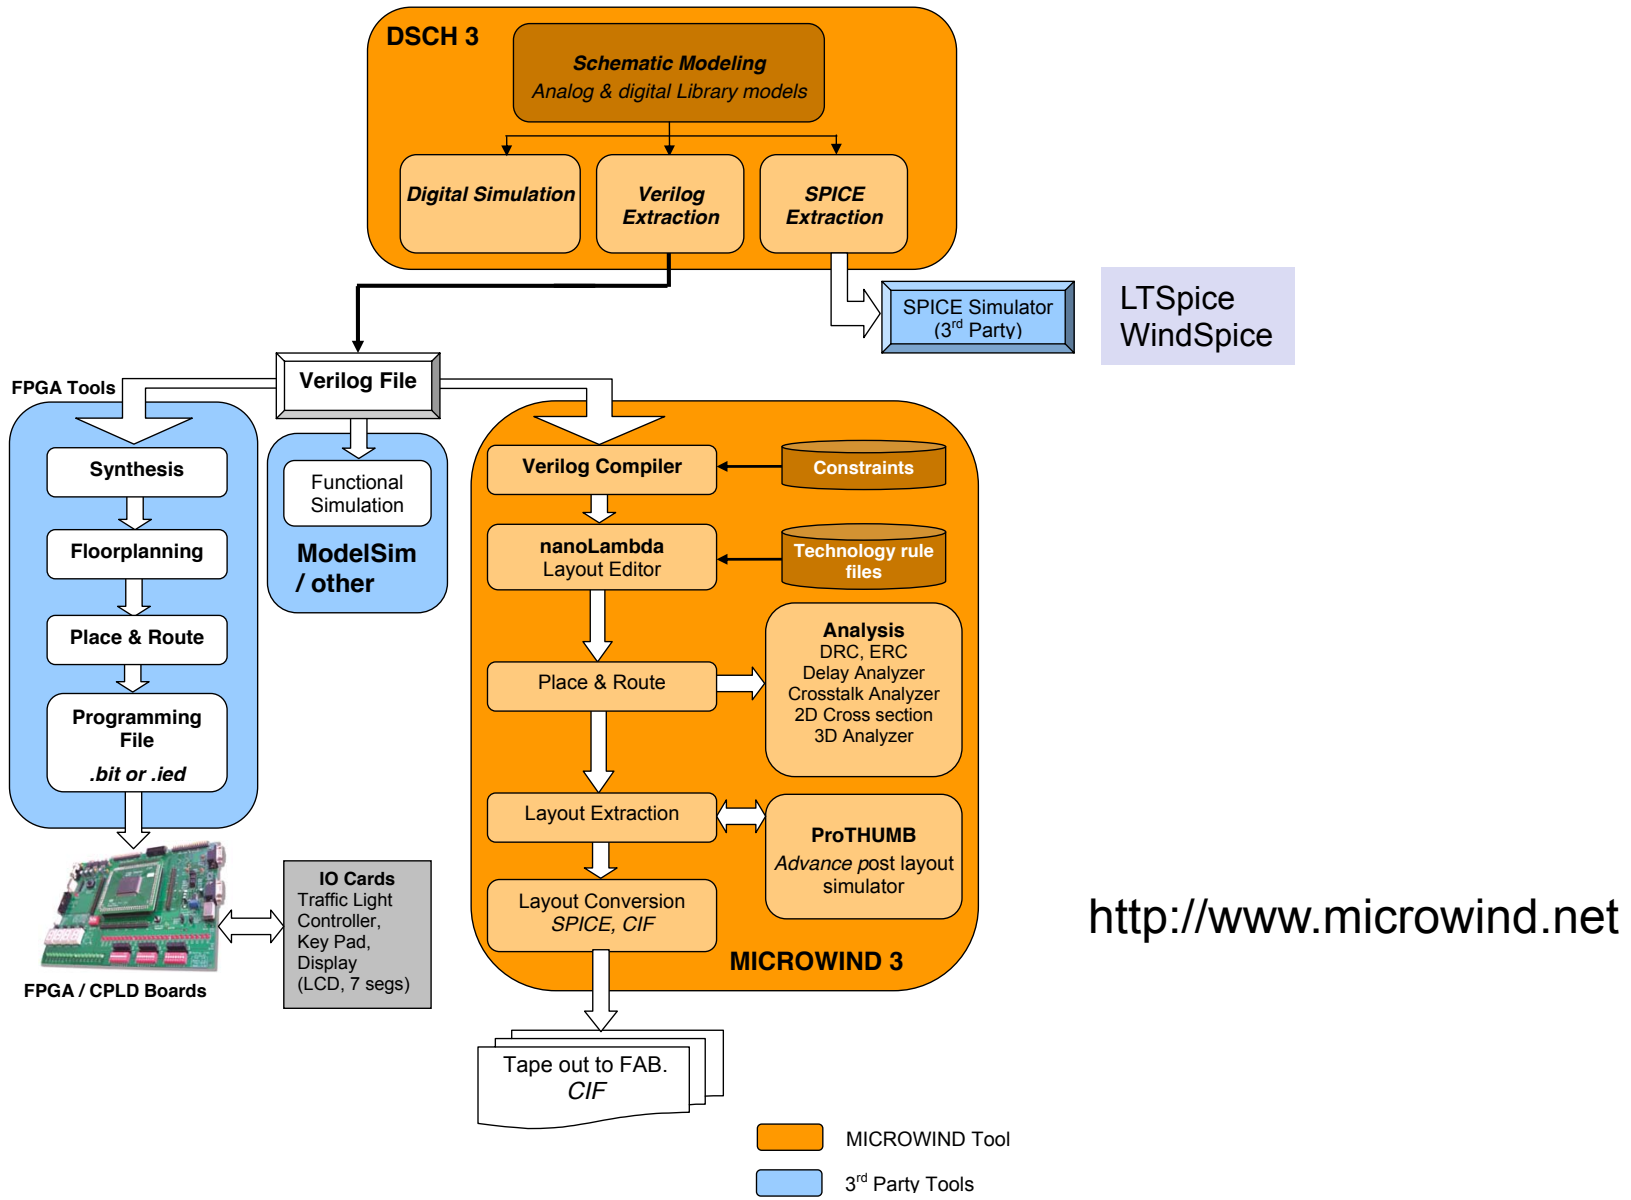 DSCH 3
Schematic Modeling
Analog & digital Library models
Digital Simulation
Verilog
Extraction
SPICE
Extraction
SPICE Simulator
(3rd Party)
LTSpice
WindSpice
Verilog File
FPGA Tools
Synthesis
Floorplanning
Place & Route
Programming
File
.bit or .ied
FPGA / CPLD Boards
IO Cards
Traffic Light
Controller,
Key Pad,
Display
(LCD, 7 segs)
Functional
Simulation
ModelSim
/ other
Verilog Compiler
Constraints
nanoLambda
Layout Editor
Technology rule
files
Place & Route
Analysis
DRC, ERC
Delay Analyzer
Crosstalk Analyzer
2D Cross section
3D Analyzer
Layout Extraction
ProTHUMB
Advance post layout
simulator
Layout Conversion
SPICE, CIF
MICROWIND 3
http://www.microwind.net
Tape out to FAB.
CIF
MICROWIND Tool
3rd Party Tools